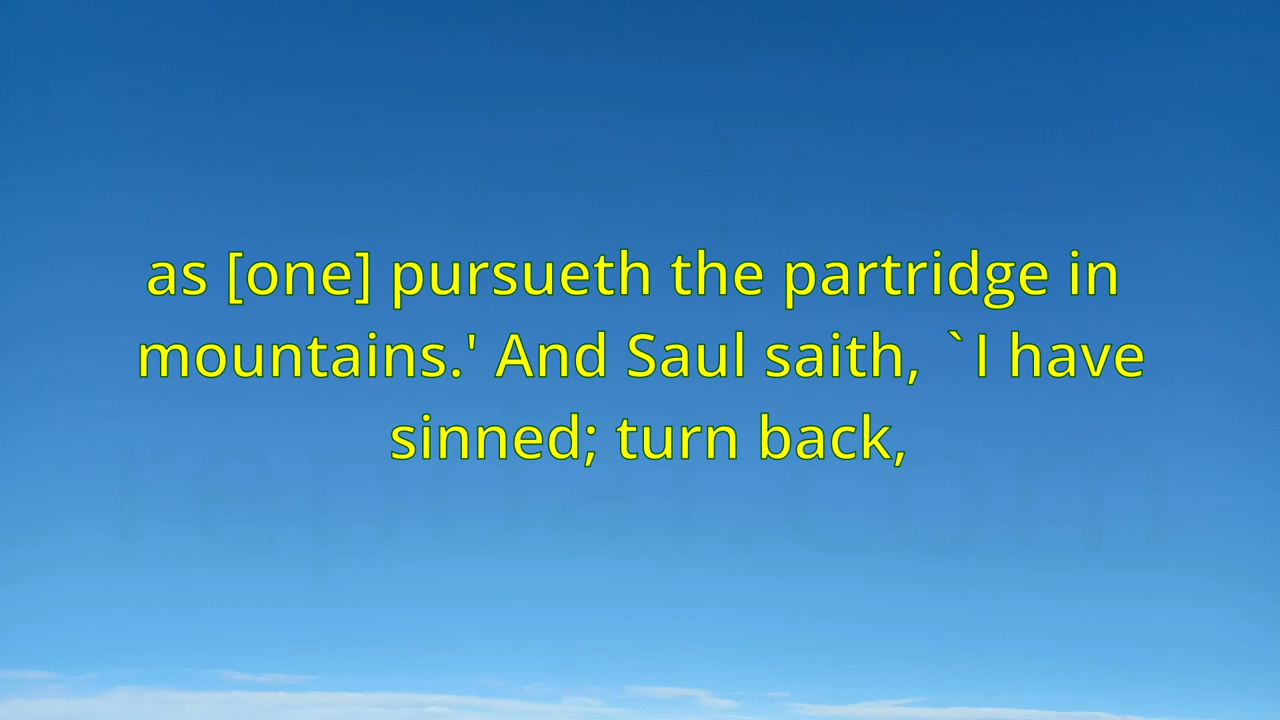 as [one] pursueth the partridge in
mountains.' And Saul saith, `I have
sinned; turn back,